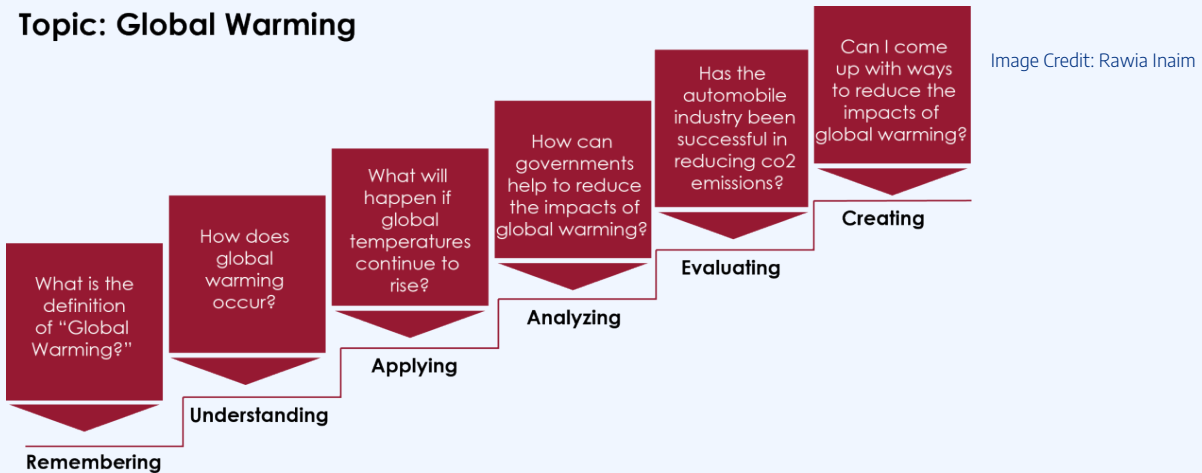 Topic: Global Warming
Image Credit: Rawia Inaim
What is the
definition
of “Global
Warming?”
Remembering
How does
global
warming
occur?
Understanding
What will
happen if
global
temperatures
continue to
rise?
Applying
How can
governments
help to reduce
the impacts of
global warming?
Analyzing
Has the
automobile
industry been
successful in
reducing co2
emissions?
Evaluating
Can I come
up with ways
to reduce the
impacts of
global warming?
Creating